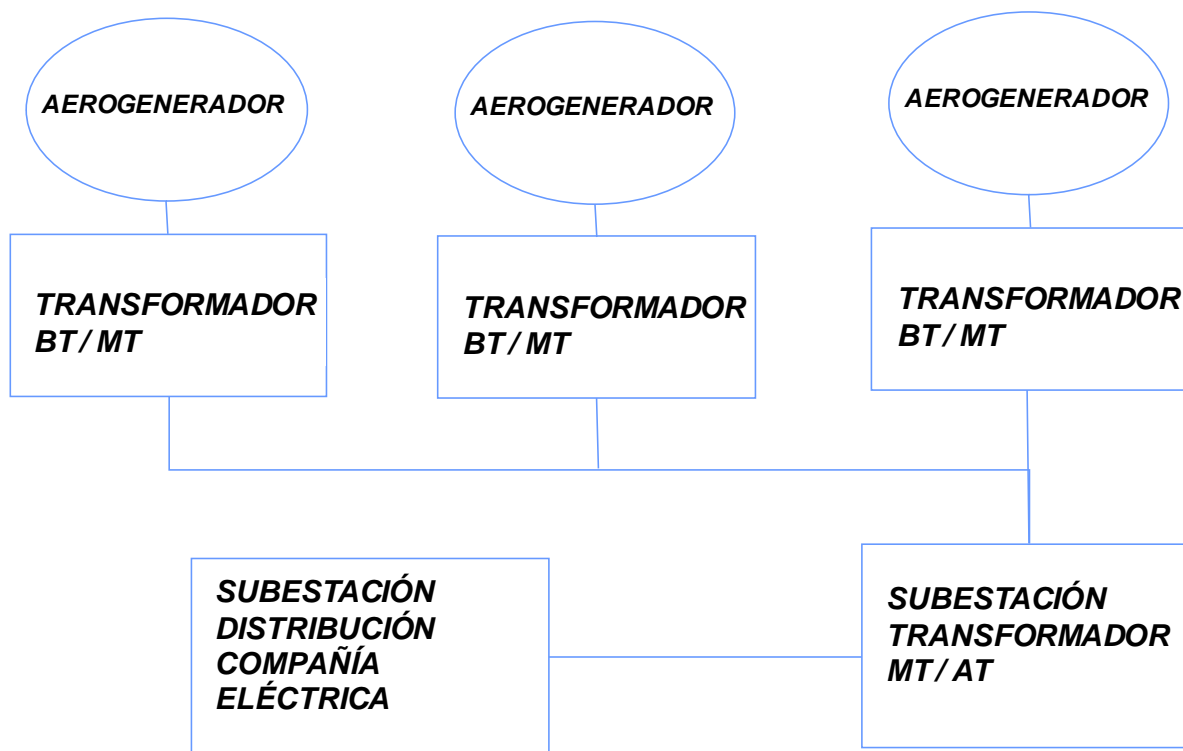 AEROGENERADOR
AEROGENERADOR
AEROGENERADOR
TRANSFORMADOR
BT / MT
TRANSFORMADOR
BT / MT
TRANSFORMADOR
BT / MT
SUBESTACIÓN
DISTRIBUCIÓN
COMPAÑÍA
ELÉCTRICA
SUBESTACIÓN
TRANSFORMADOR
MT / AT